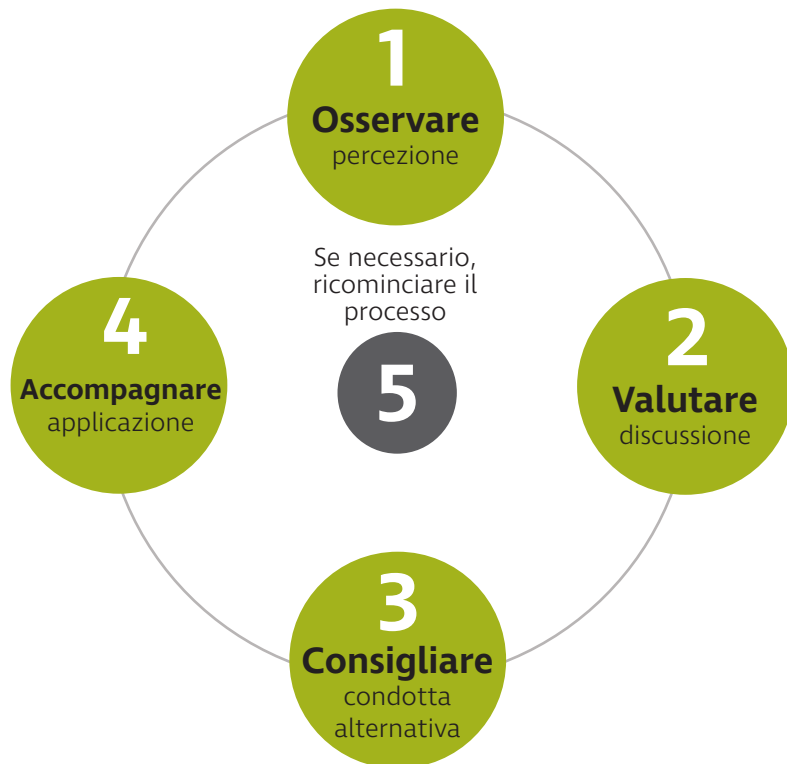 1
Osservare
percezione
2
Valutare
discussione
3
Consigliare
condotta
alternativa
4
Accompagnare
applicazione
Se necessario,
ricominciare il
processo
5